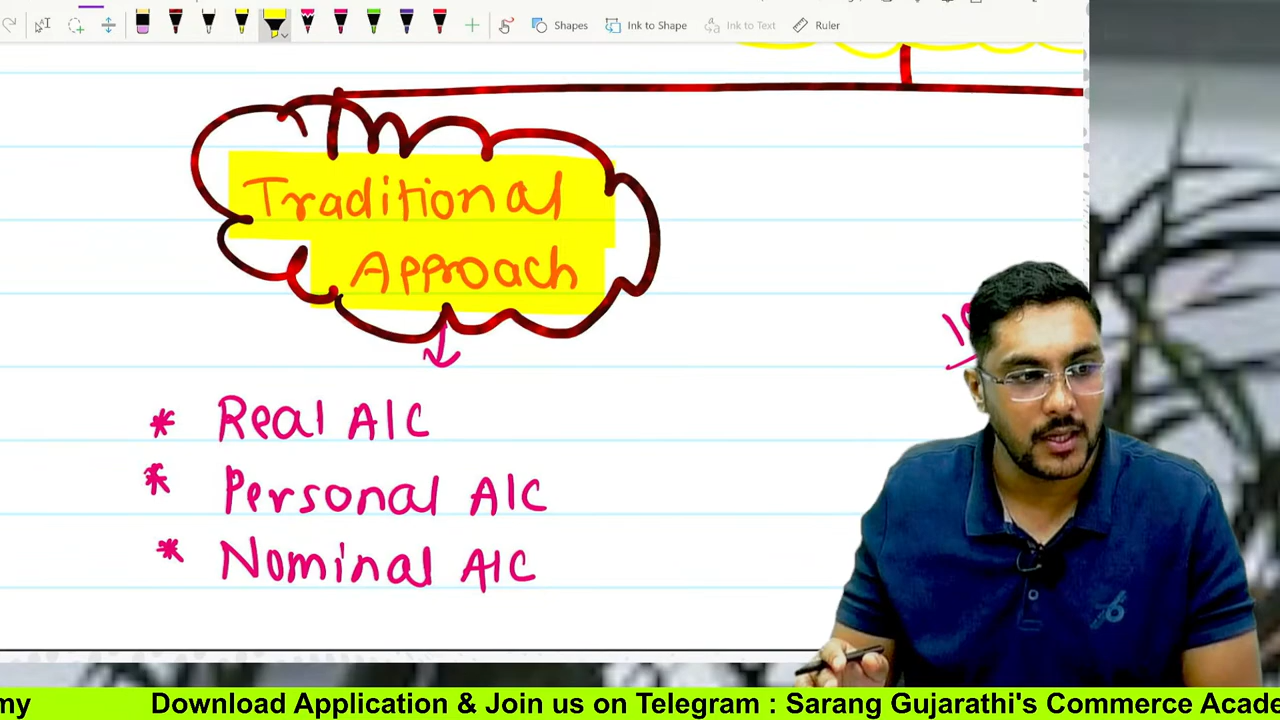 Shapes Ink to Shape Ink to Text Ruler
Traditional
Approach
* Real A/C
* Personal A/C
* Nominal A/C
my Download Application & Join us on Telegram : Sarang Gujarathi's Commerce Acade